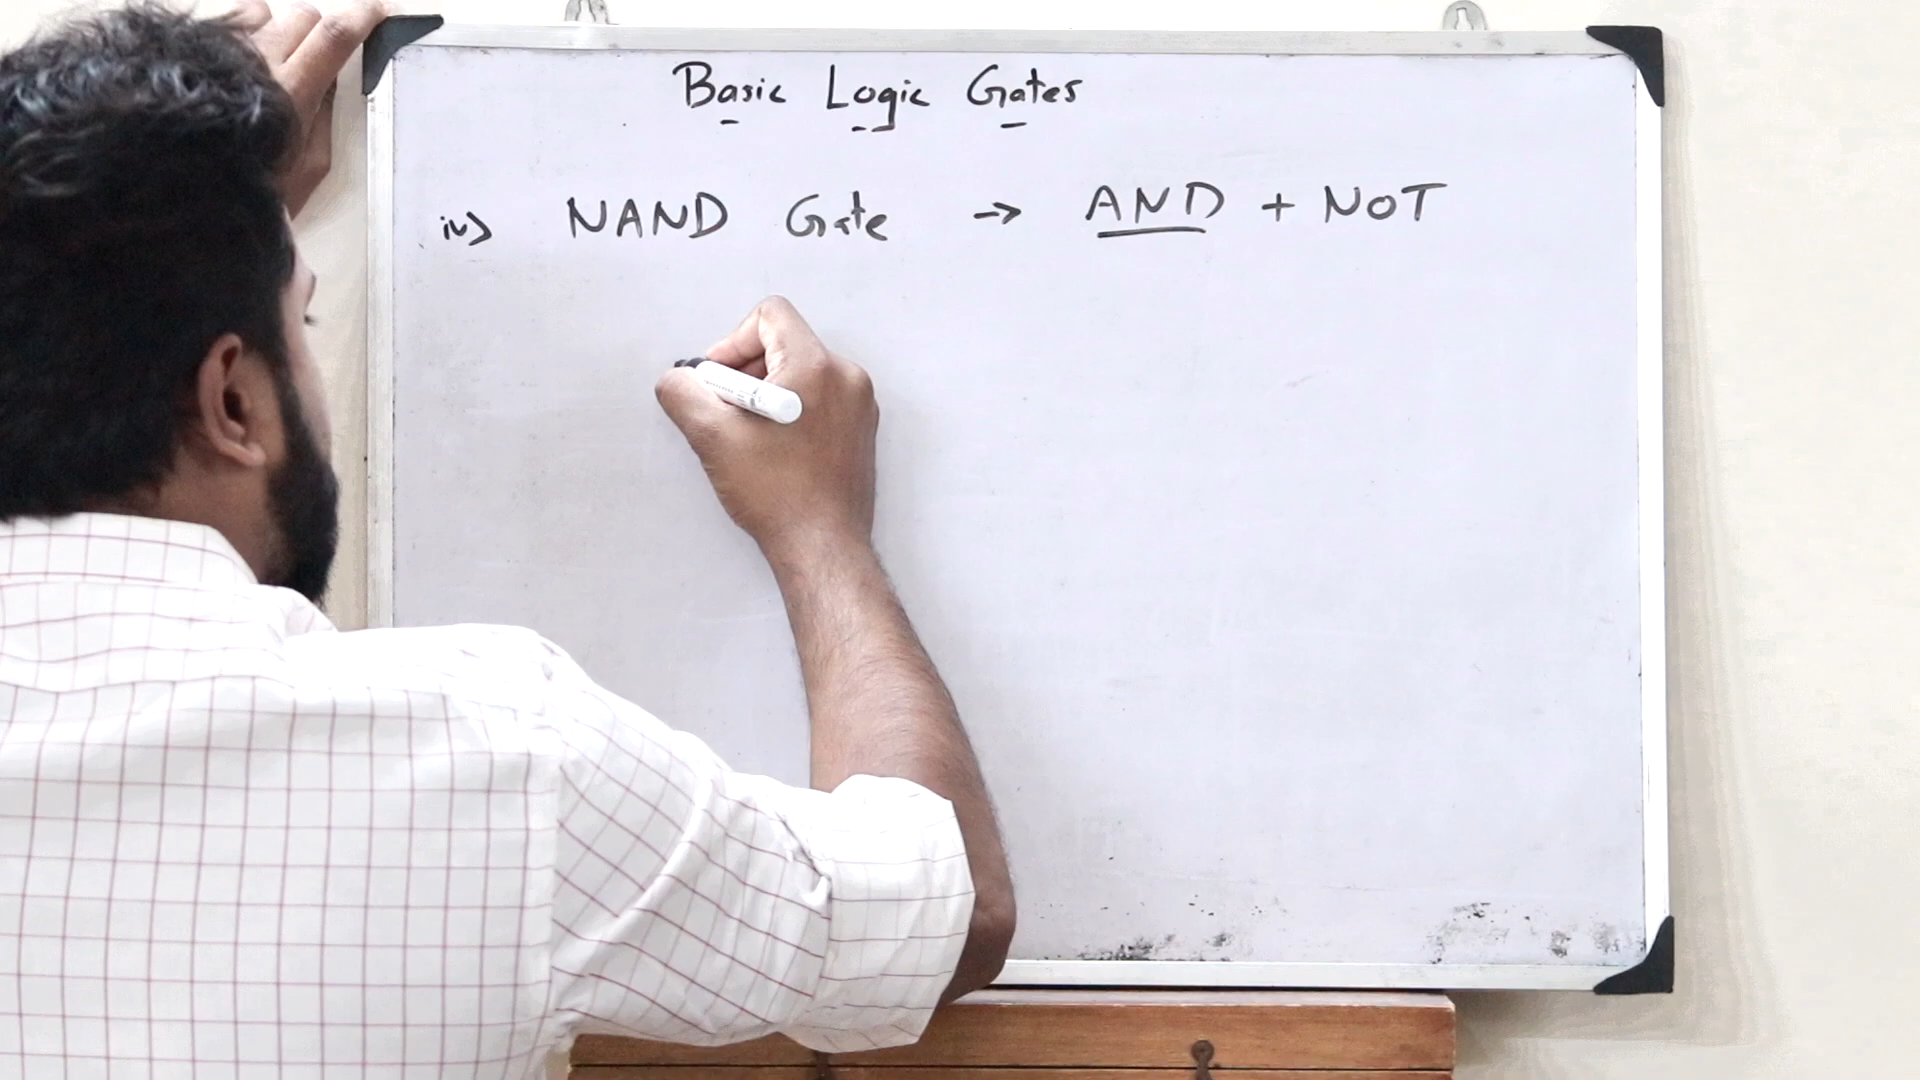 Basic Logic Gates
iv) NAND Gate → AND + NOT